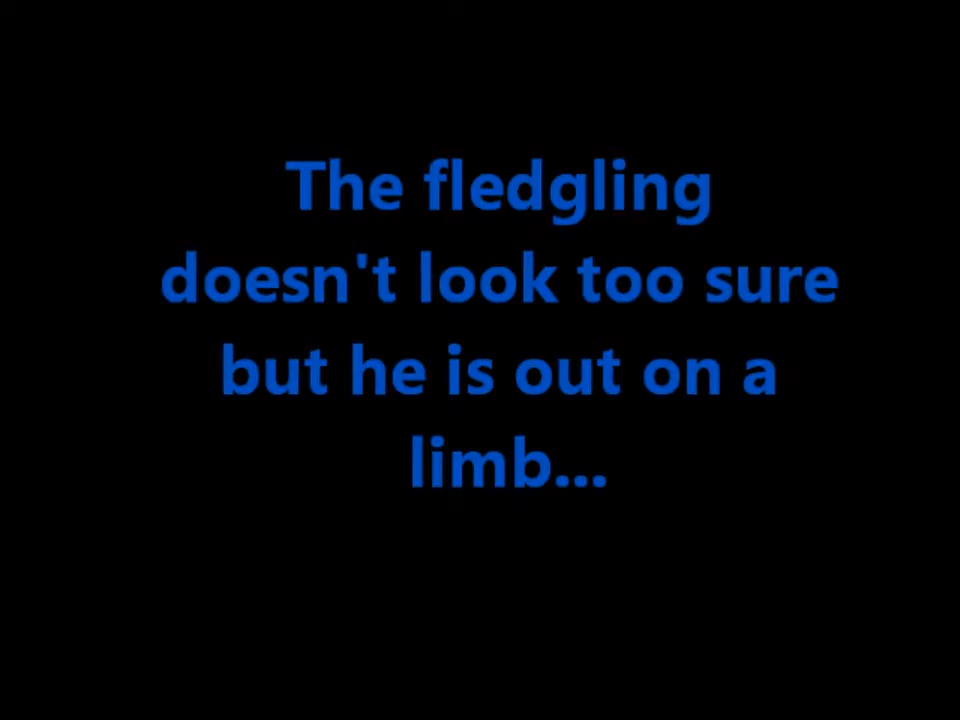 The fledgling
doesn't look too sure
but he is out on a
limb...